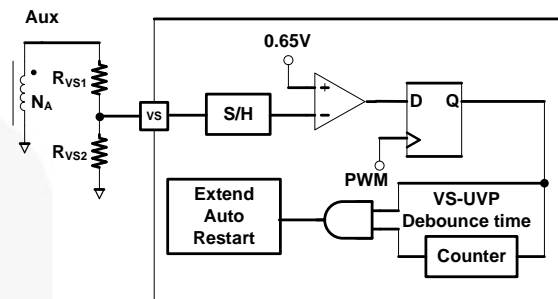 Aux
0.65V
RVS1
NA
VS
S/H
+
−
D Q
RVS2
PWM
Extend
Auto
Restart
VS-UVP
Debounce time
Counter